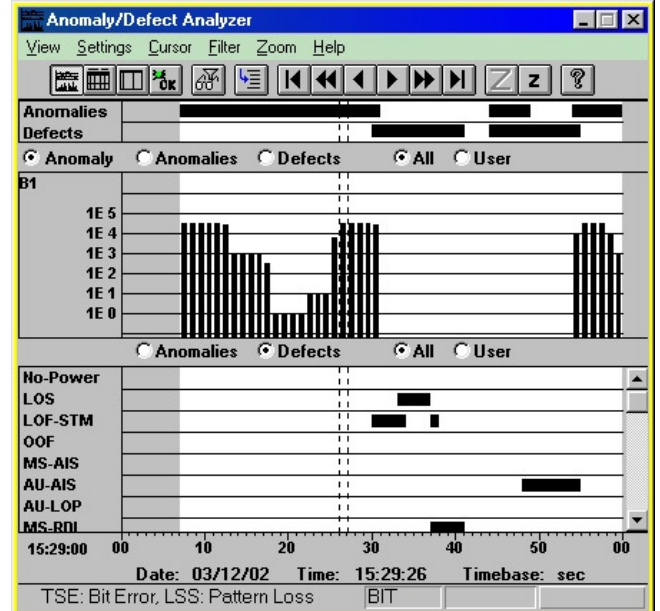 Anomaly/Defect Analyzer
View Settings Cursor Filter Zoom Help
OK Z z ?
Anomalies
Defects
Anomaly Anomalies Defects All User
B1
1E 5
1E 4
1E 3
1E 2
1E 1
1E 0
Anomalies Defects All User
No-Power
LOS
LOF-STM
OOF
MS-AIS
AU-AIS
AU-LOP
MS-RDI
15:29:00 00 10 20 30 40 50 00
Date: 03/12/02 Time: 15:29:26 Timebase: sec
TSE: Bit Error, LSS: Pattern Loss BIT